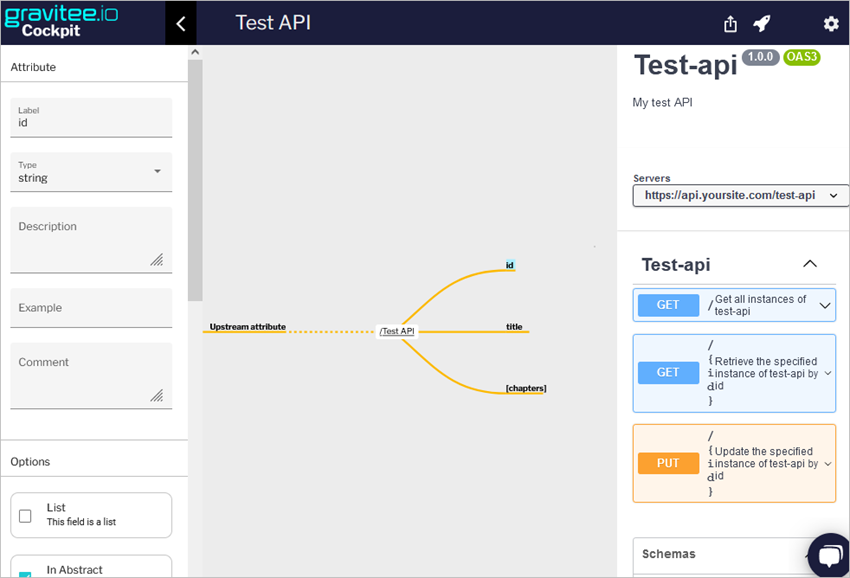 gravitee.io
Cockpit
Test API
Attribute
Label
id
Type
string
Description
Example
Comment
Options
List
This field is a list
In Abstract
Upstream attribute
/Test API
id
title
[chapters]
Test-api 1.0.0 OAS3
My test API
Servers
https://api.yoursite.com/test-api
Test-api
GET / Get all instances of
test-api
GET
/
{
i
d
}
Retrieve the specified
instance of test-api by
id
PUT
/
{
i
d
}
Update the specified
instance of test-api by
id
Schemas